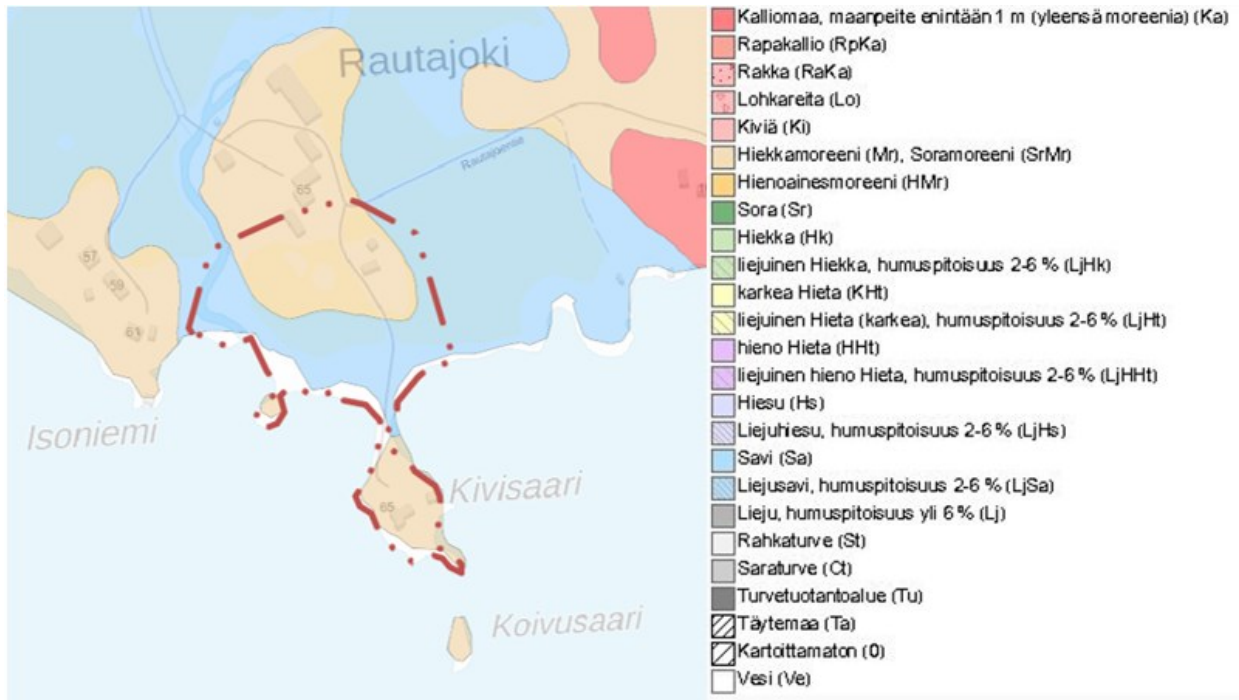 Rautajoki
Rautajoentie
65
57
59
61
Isoniemi
Kivisaari
65
Koivusaari
Kalliomaa, maanpeite enintään 1 m (yleensä moreenia) (Ka)
Rapakallio (RpKa)
Rakka (RaKa)
Lohkareita (Lo)
Kiviä (Ki)
Hiekkamoreeni (Mr), Soramoreeni (SrMr)
Hienoainesmoreeni (HMr)
Sora (Sr)
Hiekka (Hk)
liejuinen Hiekka, humuspitoisuus 2-6 % (LjHk)
karkea Hieta (KHt)
liejuinen Hieta (karkea), humuspitoisuus 2-6 % (LjHt)
hieno Hieta (HHt)
liejuinen hieno Hieta, humuspitoisuus 2-6 % (LjHHt)
Hiesu (Hs)
Liejuhiesu, humuspitoisuus 2-6 % (LjHs)
Savi (Sa)
Liejusavi, humuspitoisuus 2-6 % (LjSa)
Lieju, humuspitoisuus yli 6 % (Lj)
Rahkaturve (St)
Saraturve (Ct)
Turvetuotantoalue (Tu)
Täytemaa (Ta)
Kartoittamaton (0)
Vesi (Ve)